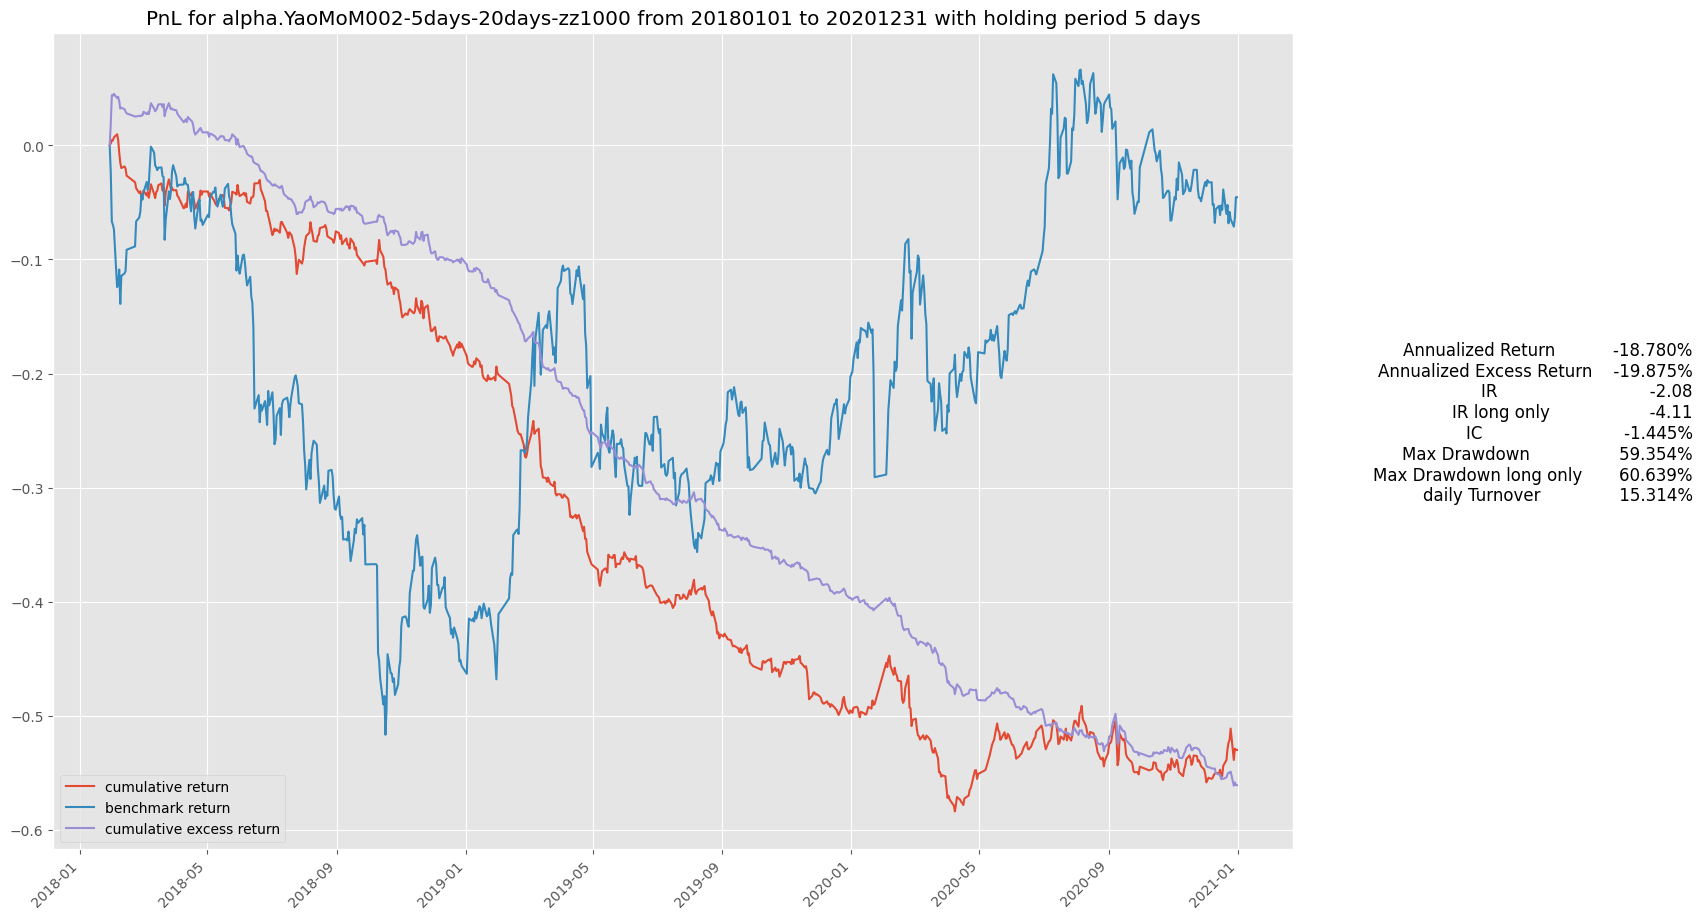 PnL for alpha.YaoMoM002-5days-20days-zz1000 from 20180101 to 20201231 with holding period 5 days
0.0
−0.1
−0.2
−0.3
−0.4
−0.5
−0.6
cumulative return
benchmark return
cumulative excess return
2018-01
2018-05
2018-09
2019-01
2019-05
2019-09
2020-01
2020-05
2020-09
2021-01
Annualized Return -18.780%
Annualized Excess Return -19.875%
IR -2.08
IR long only -4.11
IC -1.445%
Max Drawdown 59.354%
Max Drawdown long only 60.639%
daily Turnover 15.314%